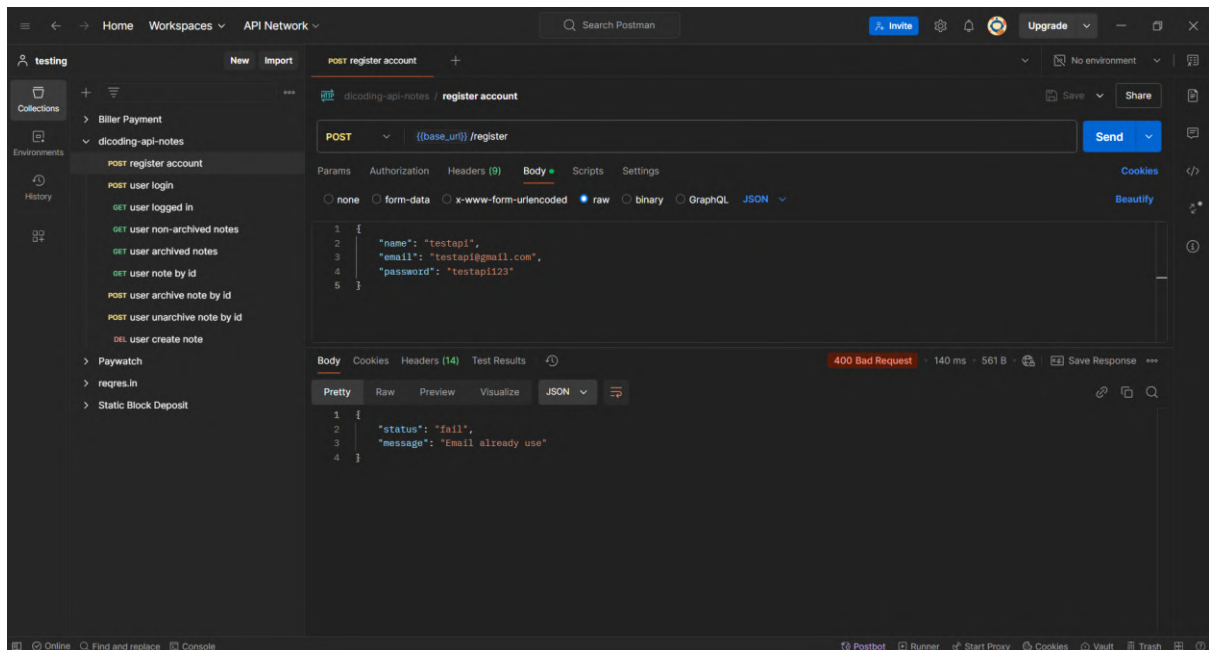 Home Workspaces API Network Search Postman Invite Upgrade
testing New Import POST register account No environment
Collections
Environments
History
Biller Payment
dicoding-api-notes
POST register account
POST user login
GET user logged in
GET user non-archived notes
GET user archived notes
GET user note by id
POST user archive note by id
POST user unarchive note by id
DEL user create note
Paywatch
reqres.in
Static Block Deposit
HTTP dicoding-api-notes / register account Save Share
POST {{base_url}} /register Send
Params Authorization Headers (9) Body Scripts Settings Cookies
none form-data x-www-form-urlencoded raw binary GraphQL JSON Beautify
1 {
2 "name": "testapi",
3 "email": "testapi@gmail.com",
4 "password": "testapi123"
5 }
Body Cookies Headers (14) Test Results 400 Bad Request 140 ms 561 B Save Response
Pretty Raw Preview Visualize JSON
1 {
2 "status": "fail",
3 "message": "Email already use"
4 }
Online Find and replace Console Postbot Runner Start Proxy Cookies Vault Trash